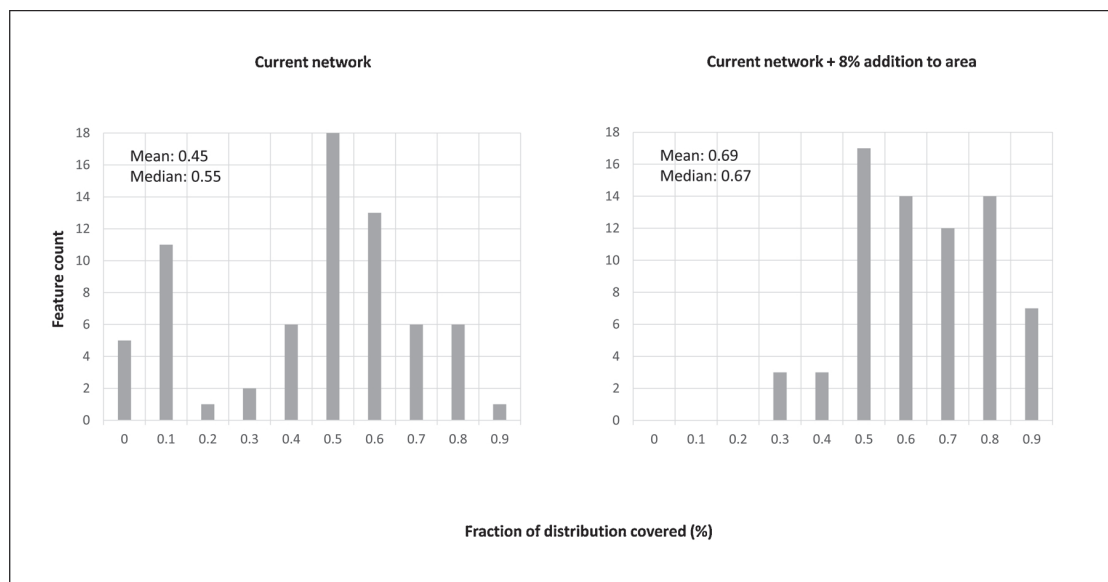 Current network
Mean: 0.45
Median: 0.55
Feature count
18
16
14
12
10
8
6
4
2
0
0 0.1 0.2 0.3 0.4 0.5 0.6 0.7 0.8 0.9
Current network + 8% addition to area
Mean: 0.69
Median: 0.67
18
16
14
12
10
8
6
4
2
0
0 0.1 0.2 0.3 0.4 0.5 0.6 0.7 0.8 0.9
Fraction of distribution covered (%)